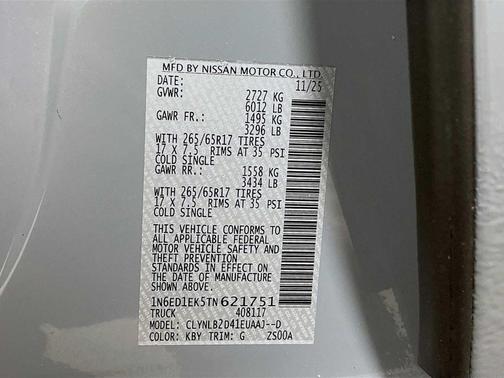 MFD BY NISSAN MOTOR CO., LTD.
DATE: 11/25
GVWR: 2727 KG
6012 LB
GAWR FR.: 1495 KG
3296 LB
WITH 265/65R17 TIRES
17 X 7.5 RIMS AT 35 PSI
COLD SINGLE
GAWR RR.: 1558 KG
3434 LB
WITH 265/65R17 TIRES
17 X 7.5 RIMS AT 35 PSI
COLD SINGLE
THIS VEHICLE CONFORMS TO
ALL APPLICABLE FEDERAL
MOTOR VEHICLE SAFETY AND
THEFT PREVENTION
STANDARDS IN EFFECT ON
THE DATE OF MANUFACTURE
SHOWN ABOVE.
1N6ED1EK5TN621751
TRUCK 408117
MODEL: CLYNLB2D41EUAAJ--D
COLOR: KBY TRIM: G ZS00A